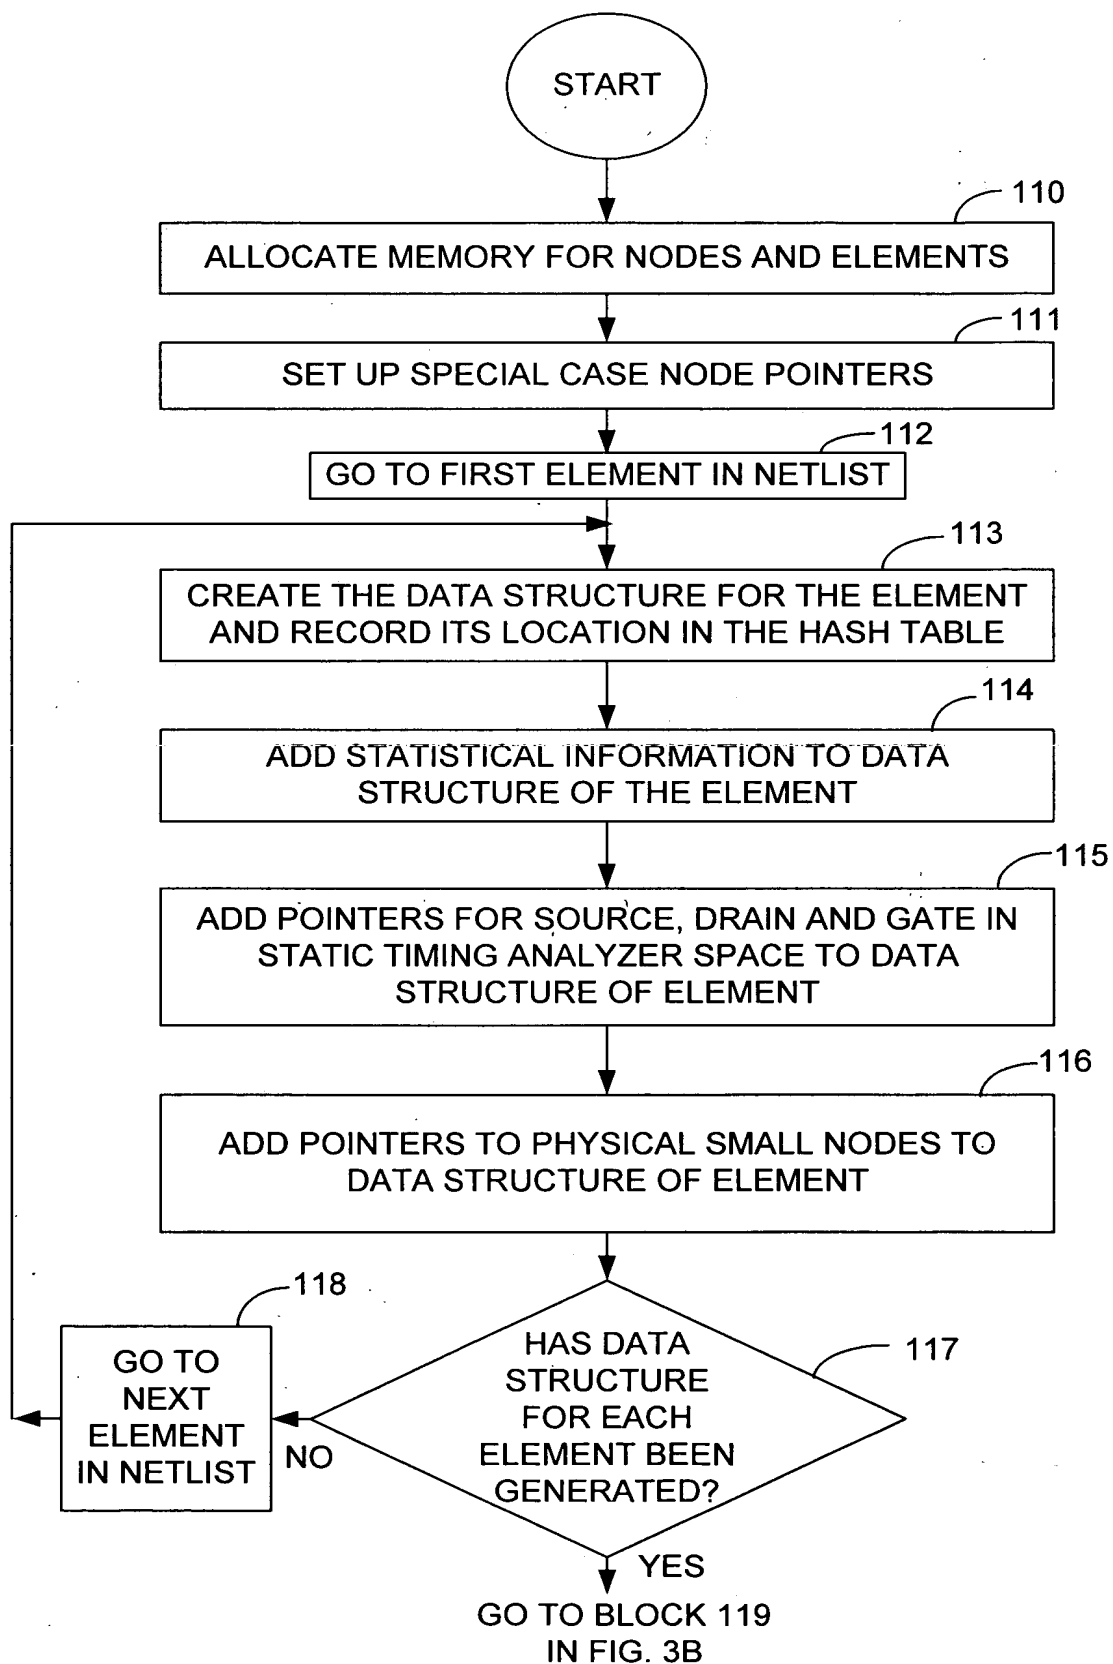 START
110
ALLOCATE MEMORY FOR NODES AND ELEMENTS
111
SET UP SPECIAL CASE NODE POINTERS
112
GO TO FIRST ELEMENT IN NETLIST
113
CREATE THE DATA STRUCTURE FOR THE ELEMENT
AND RECORD ITS LOCATION IN THE HASH TABLE
114
ADD STATISTICAL INFORMATION TO DATA
STRUCTURE OF THE ELEMENT
115
ADD POINTERS FOR SOURCE, DRAIN AND GATE IN
STATIC TIMING ANALYZER SPACE TO DATA
STRUCTURE OF ELEMENT
116
ADD POINTERS TO PHYSICAL SMALL NODES TO
DATA STRUCTURE OF ELEMENT
117
HAS DATA
STRUCTURE
FOR EACH
ELEMENT BEEN
GENERATED?
118
GO TO
NEXT
ELEMENT
IN NETLIST
NO
YES
GO TO BLOCK 119
IN FIG. 3B